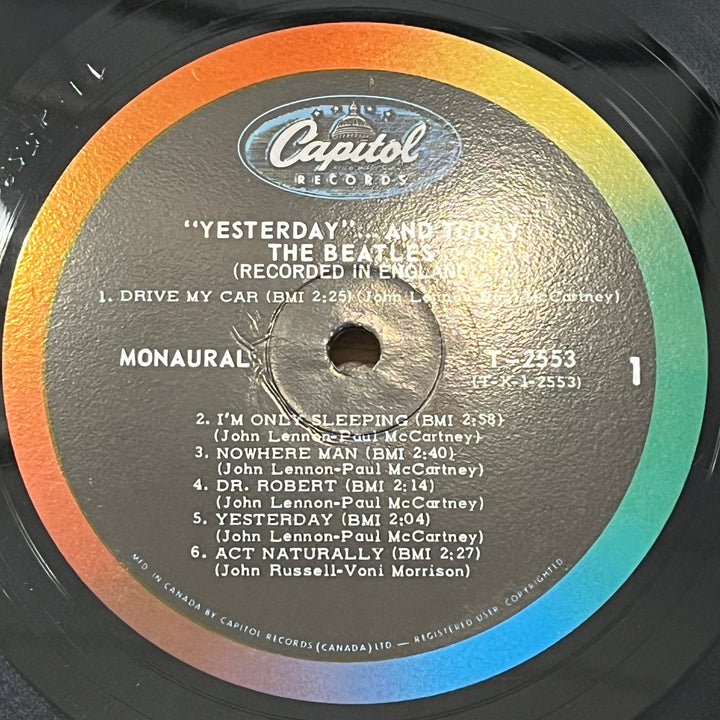 Capitol
RECORDS
"YESTERDAY"... AND TODAY
THE BEATLES
(RECORDED IN ENGLAND)
1. DRIVE MY CAR (BMI 2:25) (John Lennon-Paul McCartney)
MONAURAL
T-2553
(T-X-1-2553)
1
2. I'M ONLY SLEEPING (BMI 2:58)
(John Lennon-Paul McCartney)
3. NOWHERE MAN (BMI 2:40)
(John Lennon-Paul McCartney)
4. DR. ROBERT (BMI 2:14)
(John Lennon-Paul McCartney)
5. YESTERDAY (BMI 2:04)
(John Lennon-Paul McCartney)
6. ACT NATURALLY (BMI 2:27)
(John Russell-Voni Morrison)
MFD. IN CANADA BY CAPITOL RECORDS (CANADA) LTD. — REGISTERED USER. COPYRIGHTED